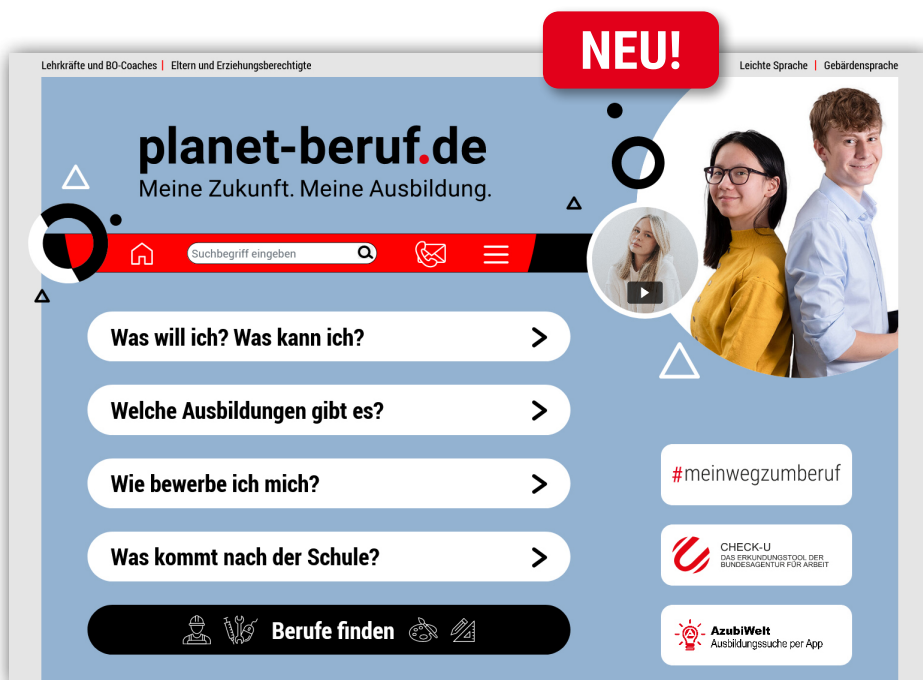 NEU!
Lehrkräfte und BO-Coaches | Eltern und Erziehungsberechtigte
Leichte Sprache | Gebärdensprache
planet-beruf.de
Meine Zukunft. Meine Ausbildung.
Suchbegriff eingeben
Was will ich? Was kann ich?
Welche Ausbildungen gibt es?
Wie bewerbe ich mich?
Was kommt nach der Schule?
Berufe finden
#meinwegzumberuf
CHECK-U
DAS ERKUNDUNGSTOOL DER
BUNDESAGENTUR FÜR ARBEIT
AzubiWelt
Ausbildungssuche per App